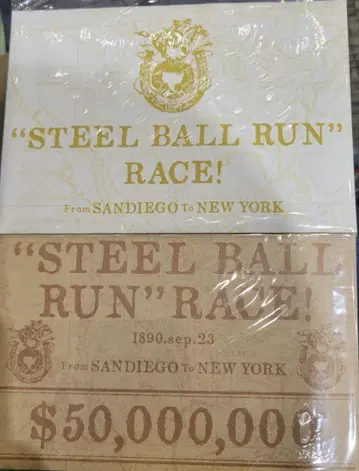 “STEEL BALL RUN”
RACE!
From SANDIEGO To NEW YORK
“STEEL BALL
RUN” RACE!
1890.sep.23
From SANDIEGO To NEW YORK
$50,000,000